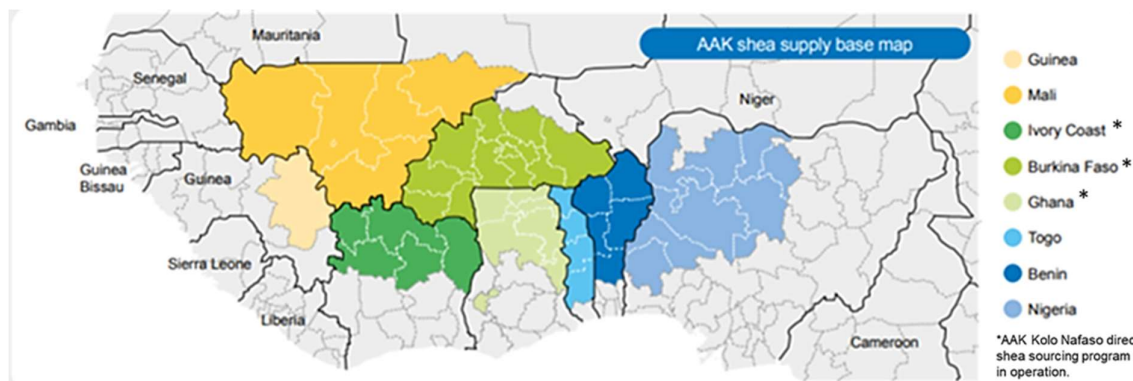 AAK shea supply base map
Mauritania
Senegal
Gambia
Guinea
Bissau
Guinea
Sierra Leone
Liberia
Niger
Cameroon
Guinea
Mali
Ivory Coast *
Burkina Faso *
Ghana *
Togo
Benin
Nigeria
*AAK Kolo Nafaso direc
shea sourcing program
in operation.